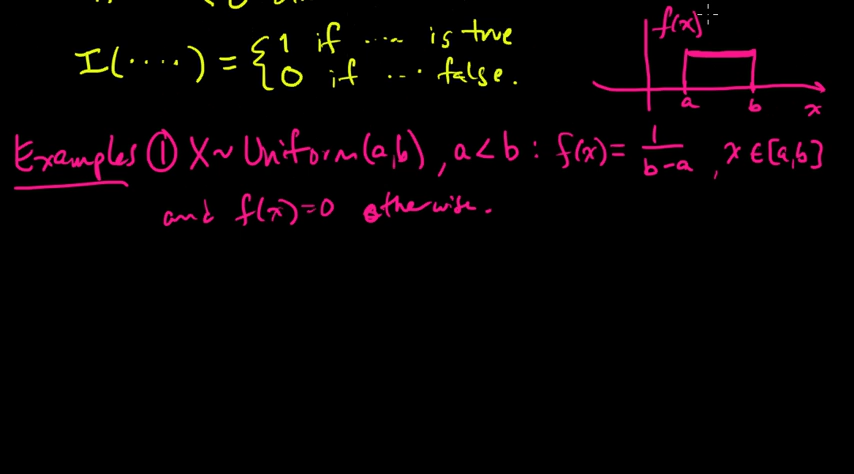 f(x)
I(····) = { 1 if ···· is true
0 if ··· false.
a b x
Examples ① X ~ Uniform(a,b), a < b : f(x) = 1/(b-a), x ∈ [a,b]
and f(x)=0 otherwise.